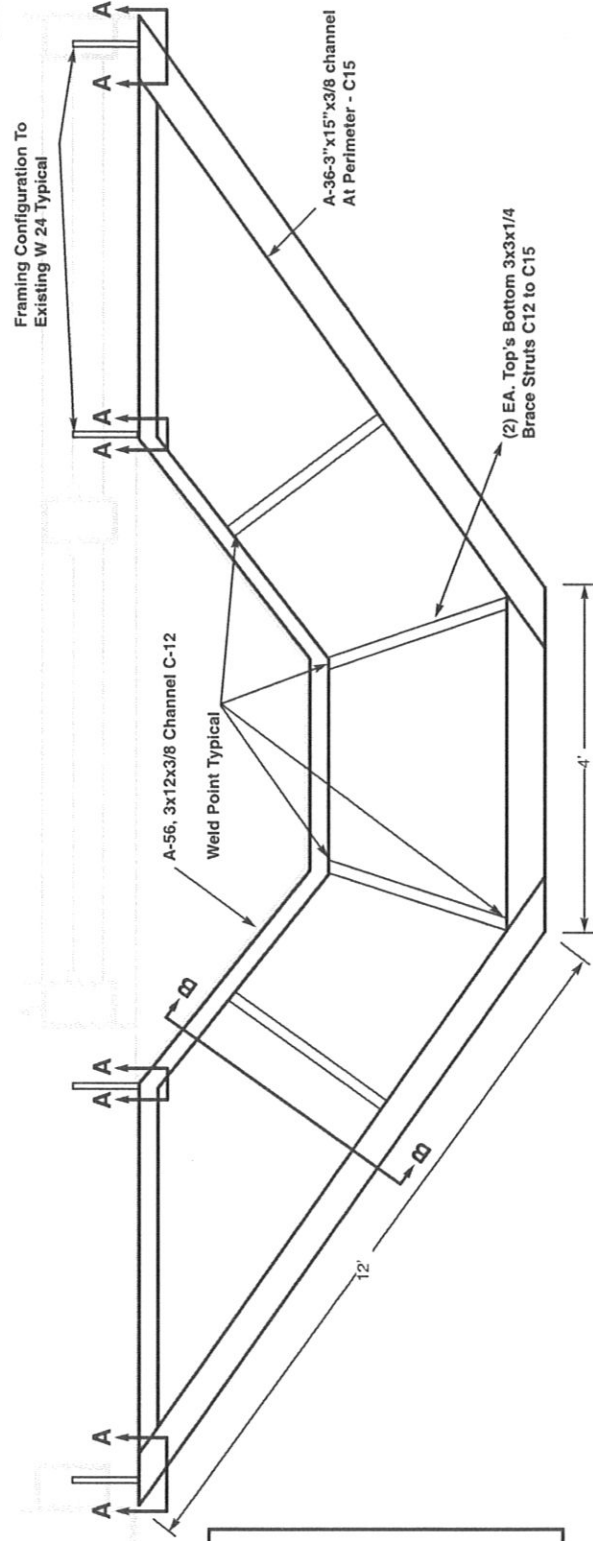 Framing Configuration To
Existing W 24 Typical
A
A
A
A
A
A
A
A
A-56, 3x12x3/8 Channel C-12
Weld Point Typical
A-36-3"x15"x3/8 channel
At Perimeter - C15
(2) EA. Top's Bottom 3x3x1/4
Brace Struts C12 to C15
B
B
12'
4'